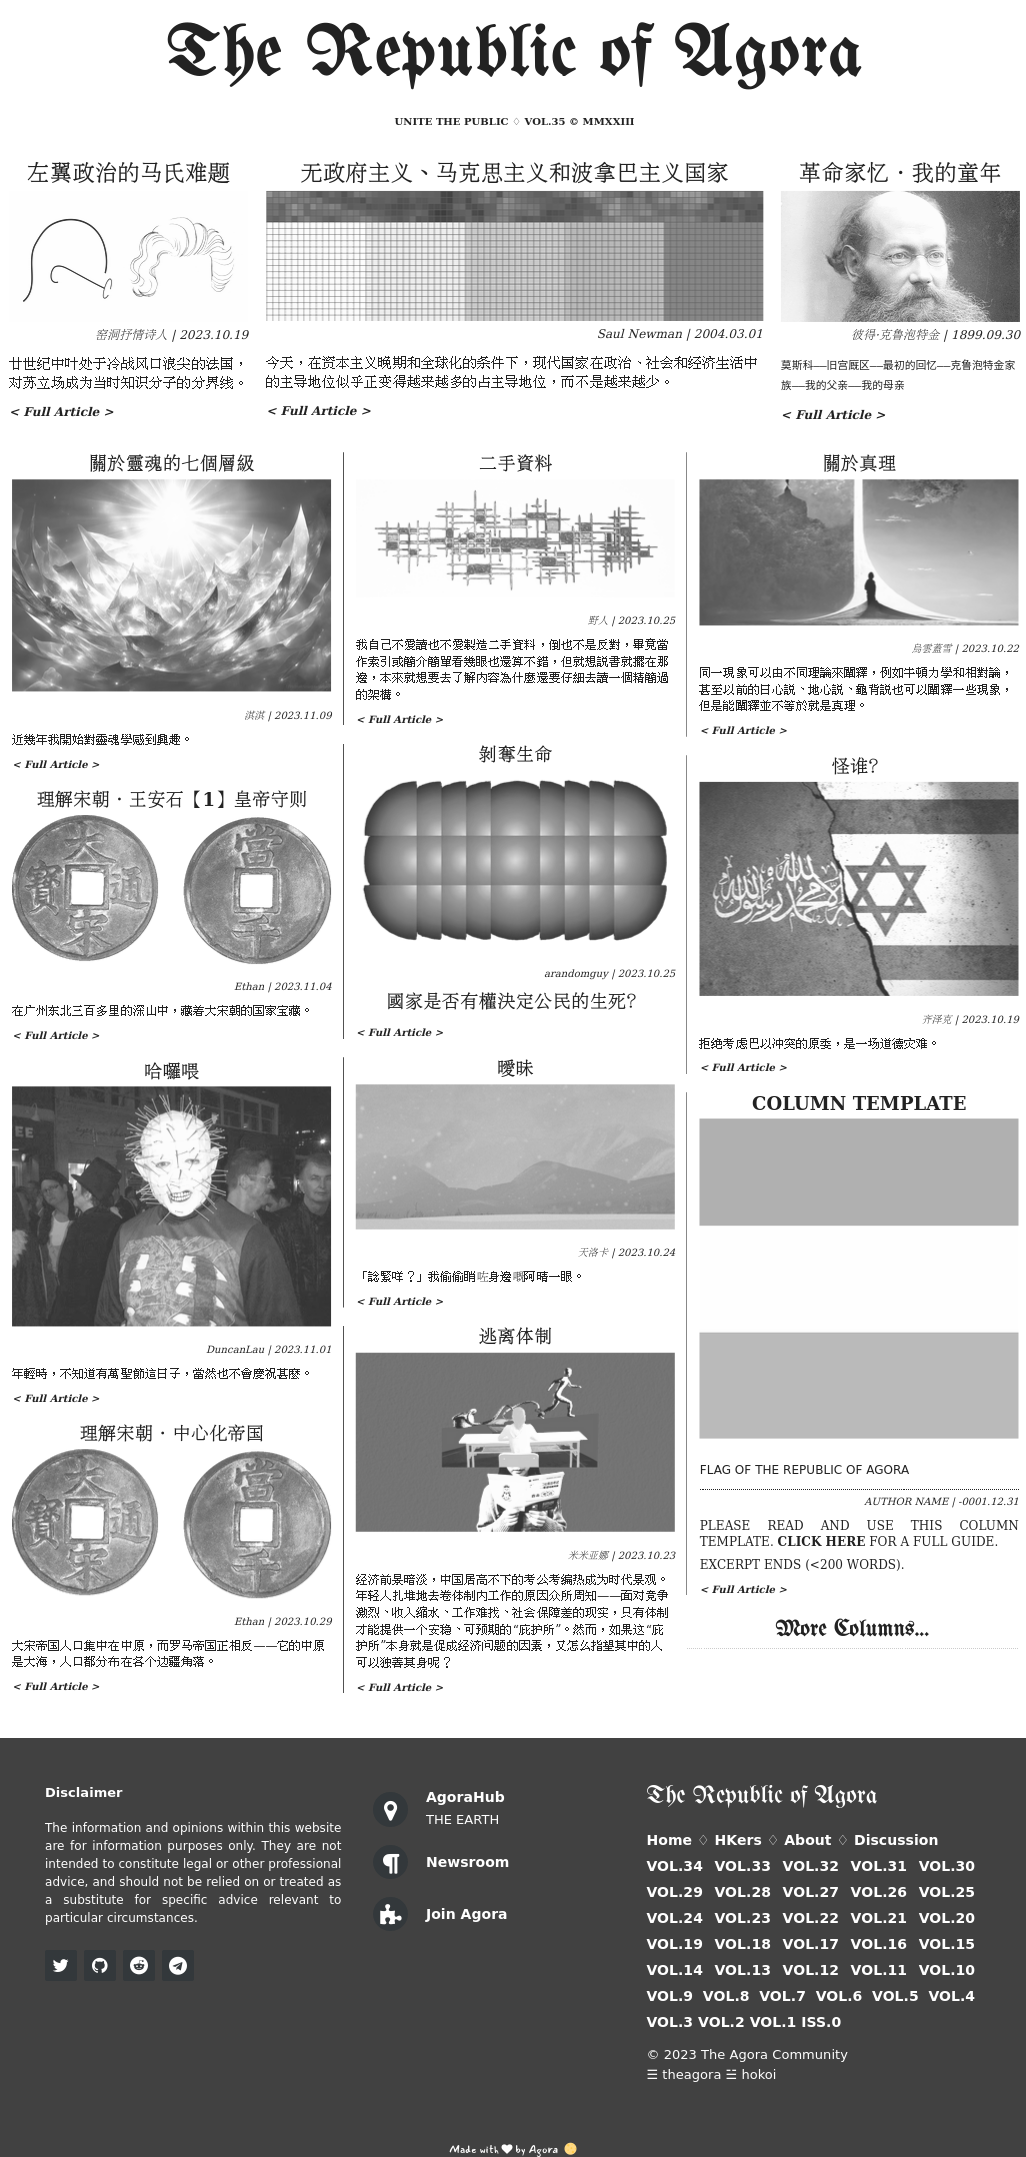 The Republic of Agora
UNITE THE PUBLIC ♢ VOL.35 © MMXXIII
左翼政治的马氏难题
窑洞抒情诗人 | 2023.10.19
廿世纪中叶处于冷战风口浪尖的法国，
对苏立场成为当时知识分子的分界线。
< Full Article >
无政府主义、马克思主义和波拿巴主义国家
Saul Newman | 2004.03.01
今天，在资本主义晚期和全球化的条件下，现代国家在政治、社会和经济生活中
的主导地位似乎正变得越来越多的占主导地位，而不是越来越少。
< Full Article >
革命家忆・我的童年
彼得·克鲁泡特金 | 1899.09.30
莫斯科——旧宫厩区——最初的回忆——克鲁泡特金家
族——我的父亲——我的母亲
< Full Article >
關於靈魂的七個層級
淇淇 | 2023.11.09
近幾年我開始對靈魂學感到興趣。
< Full Article >
理解宋朝・王安石【1】皇帝守则
大
寶 通
宋
當
千
Ethan | 2023.11.04
在广州东北三百多里的深山中，藏着大宋朝的国家宝藏。
< Full Article >
哈囉喂
EE
DuncanLau | 2023.11.01
年輕時，不知道有萬聖節這日子，當然也不會慶祝甚麼。
< Full Article >
理解宋朝・中心化帝国
大
寶 通
宋
當
千
Ethan | 2023.10.29
大宋帝国人口集中在中原，而罗马帝国正相反——它的中原
是大海，人口都分布在各个边疆角落。
< Full Article >
二手資料
野人 | 2023.10.25
我自己不愛讀也不愛製造二手資料，倒也不是反對，畢竟當
作索引或簡介簡單看幾眼也還算不錯，但就想説書就擺在那
邊，本來就想要去了解内容為什麼還要仔細去讀一個精簡過
的架構。
< Full Article >
剝奪生命
arandomguy | 2023.10.25
國家是否有權決定公民的生死？
< Full Article >
曖昧
天洛卡 | 2023.10.24
「諗緊咩？」我偷偷睄咗身邊嗰阿晴一眼。
< Full Article >
逃离体制
米米亚娜 | 2023.10.23
经济前景暗淡，中国居高不下的考公考编热成为时代景观。
年轻人扎堆地去卷体制内工作的原因众所周知——面对竞争
激烈、收入缩水、工作难找、社会保障差的现实，只有体制
才能提供一个安稳、可预期的“庇护所”。然而，如果这“庇
护所”本身就是促成经济问题的因素，又怎么指望其中的人
可以独善其身呢？
< Full Article >
關於真理
烏雲蓋雪 | 2023.10.22
同一現象可以由不同理論來闡釋，例如牛頓力學和相對論，
甚至以前的日心説、地心説、龜背説也可以闡釋一些現象，
但是能闡釋並不等於就是真理。
< Full Article >
怪谁？
齐泽克 | 2023.10.19
拒绝考虑巴以冲突的原委，是一场道德灾难。
< Full Article >
COLUMN TEMPLATE
FLAG OF THE REPUBLIC OF AGORA
AUTHOR NAME | -0001.12.31
PLEASE READ AND USE THIS COLUMN
TEMPLATE. CLICK HERE FOR A FULL GUIDE.
EXCERPT ENDS (<200 WORDS).
< Full Article >
More Columns...
Disclaimer
The information and opinions within this website
are for information purposes only. They are not
intended to constitute legal or other professional
advice, and should not be relied on or treated as
a substitute for specific advice relevant to
particular circumstances.
AgoraHub
THE EARTH
Newsroom
Join Agora
The Republic of Agora
Home ♢ HKers ♢ About ♢ Discussion
VOL.34 VOL.33 VOL.32 VOL.31 VOL.30
VOL.29 VOL.28 VOL.27 VOL.26 VOL.25
VOL.24 VOL.23 VOL.22 VOL.21 VOL.20
VOL.19 VOL.18 VOL.17 VOL.16 VOL.15
VOL.14 VOL.13 VOL.12 VOL.11 VOL.10
VOL.9 VOL.8 VOL.7 VOL.6 VOL.5 VOL.4
VOL.3 VOL.2 VOL.1 ISS.0
© 2023 The Agora Community
☰ theagora ☱ hokoi
Made with ♥ by Agora